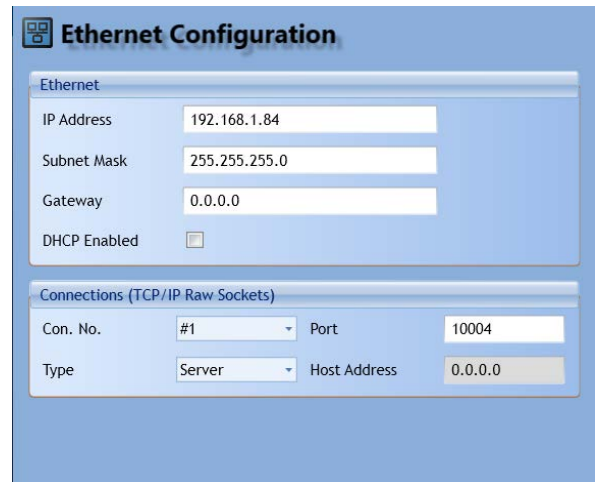 Ethernet Configuration
Ethernet
IP Address 192.168.1.84
Subnet Mask 255.255.255.0
Gateway 0.0.0.0
DHCP Enabled
Connections (TCP/IP Raw Sockets)
Con. No. #1 Port 10004
Type Server Host Address 0.0.0.0